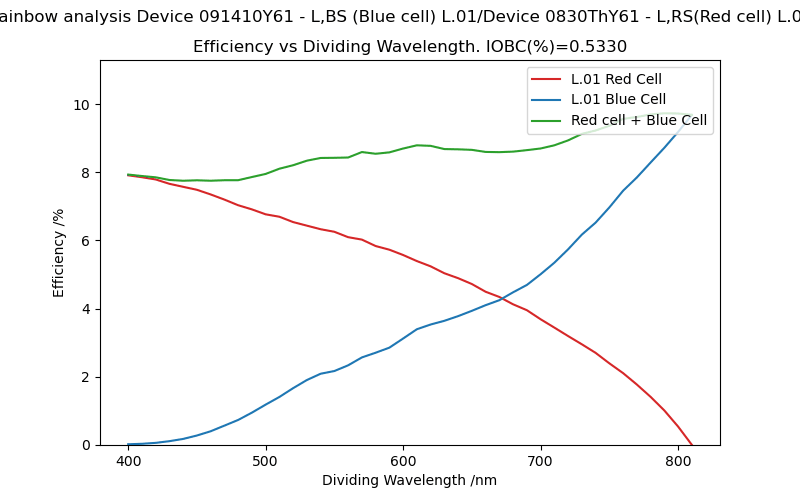 ainbow analysis Device 091410Y61 - L,BS (Blue cell) L.01/Device 0830ThY61 - L,RS(Red cell) L.0
Efficiency vs Dividing Wavelength. IOBC(%)=0.5330
L.01 Red Cell
L.01 Blue Cell
Red cell + Blue Cell
10
8
6
4
2
0
Efficiency /%
400 500 600 700 800
Dividing Wavelength /nm